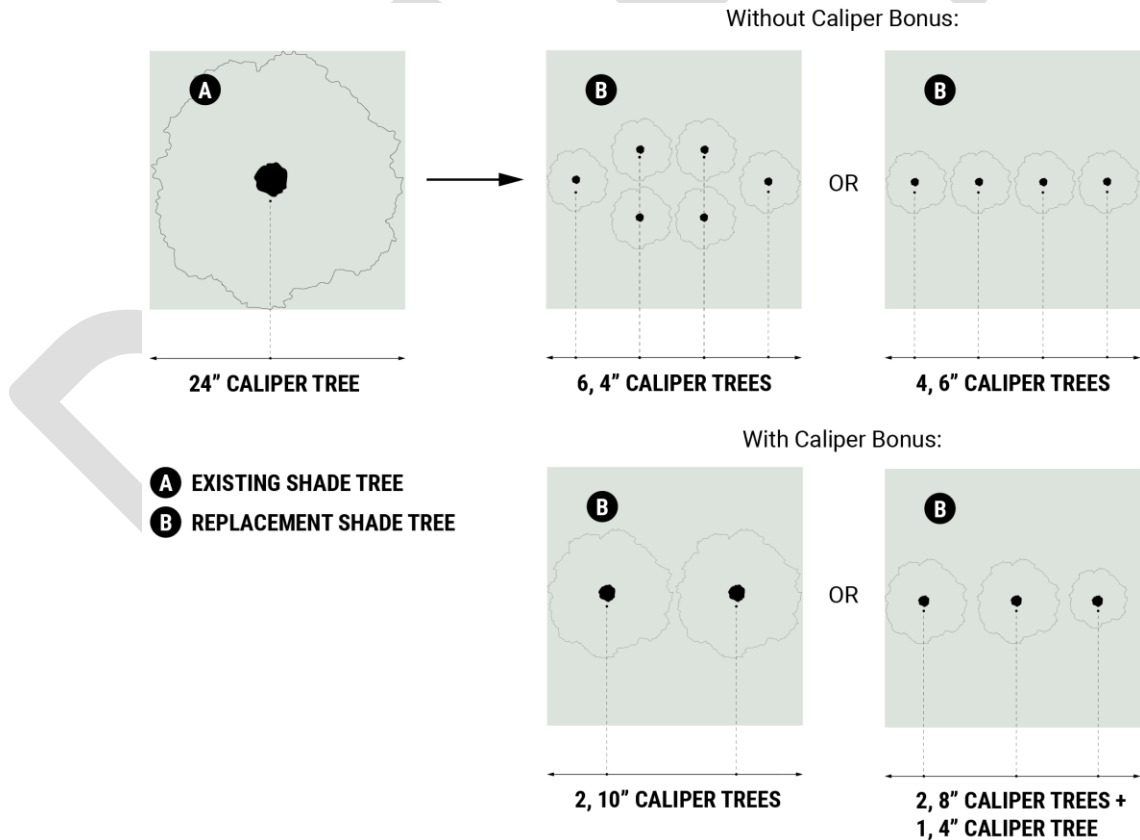 Without Caliper Bonus:
A
B
B
OR
24” CALIPER TREE
6, 4” CALIPER TREES
4, 6” CALIPER TREES
With Caliper Bonus:
A EXISTING SHADE TREE
B REPLACEMENT SHADE TREE
B
B
OR
2, 10” CALIPER TREES
2, 8” CALIPER TREES +
1, 4” CALIPER TREE